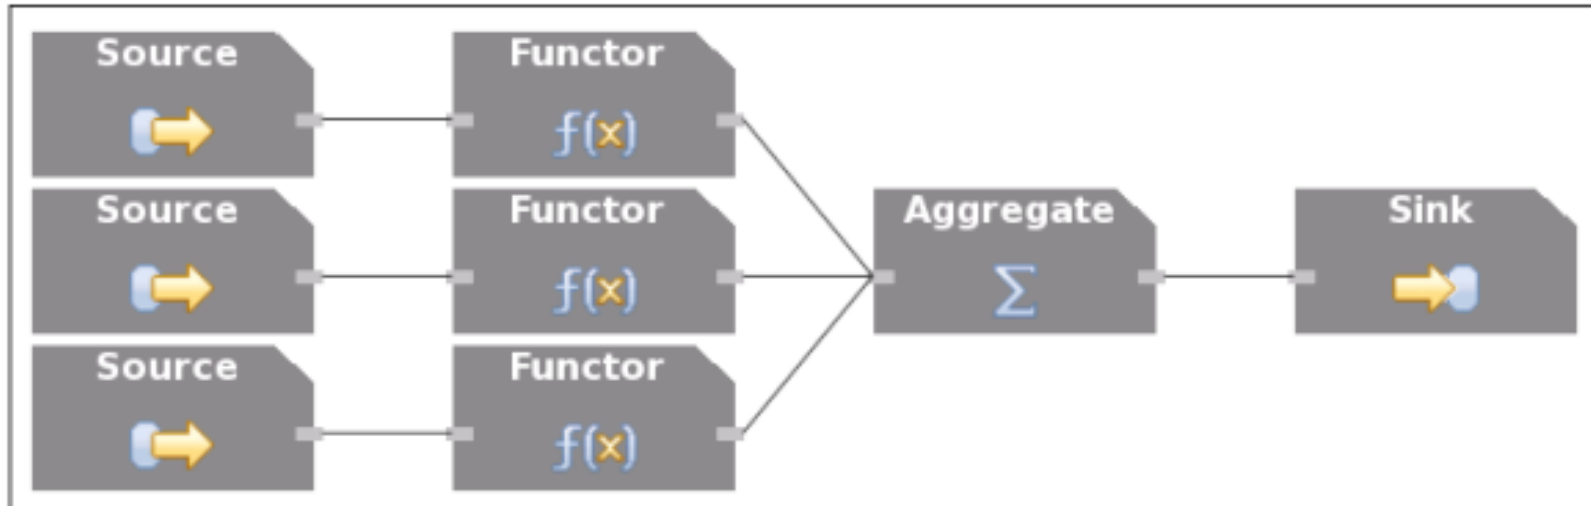 Source
Functor
f(x)
Source
Functor
f(x)
Aggregate
Σ
Sink
Source
Functor
f(x)